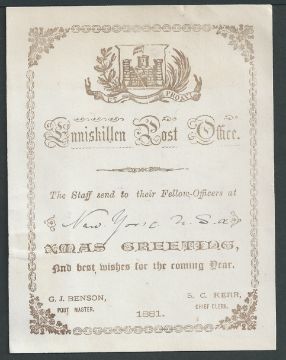 Enniskillen Post Office.
The Staff send to their Fellow-Officers at
New York U.S.A
XMAS GREETING,
And best wishes for the coming Year.
G. J. BENSON,
POST MASTER.
S. C. KERR,
CHIEF CLERK.
1881.